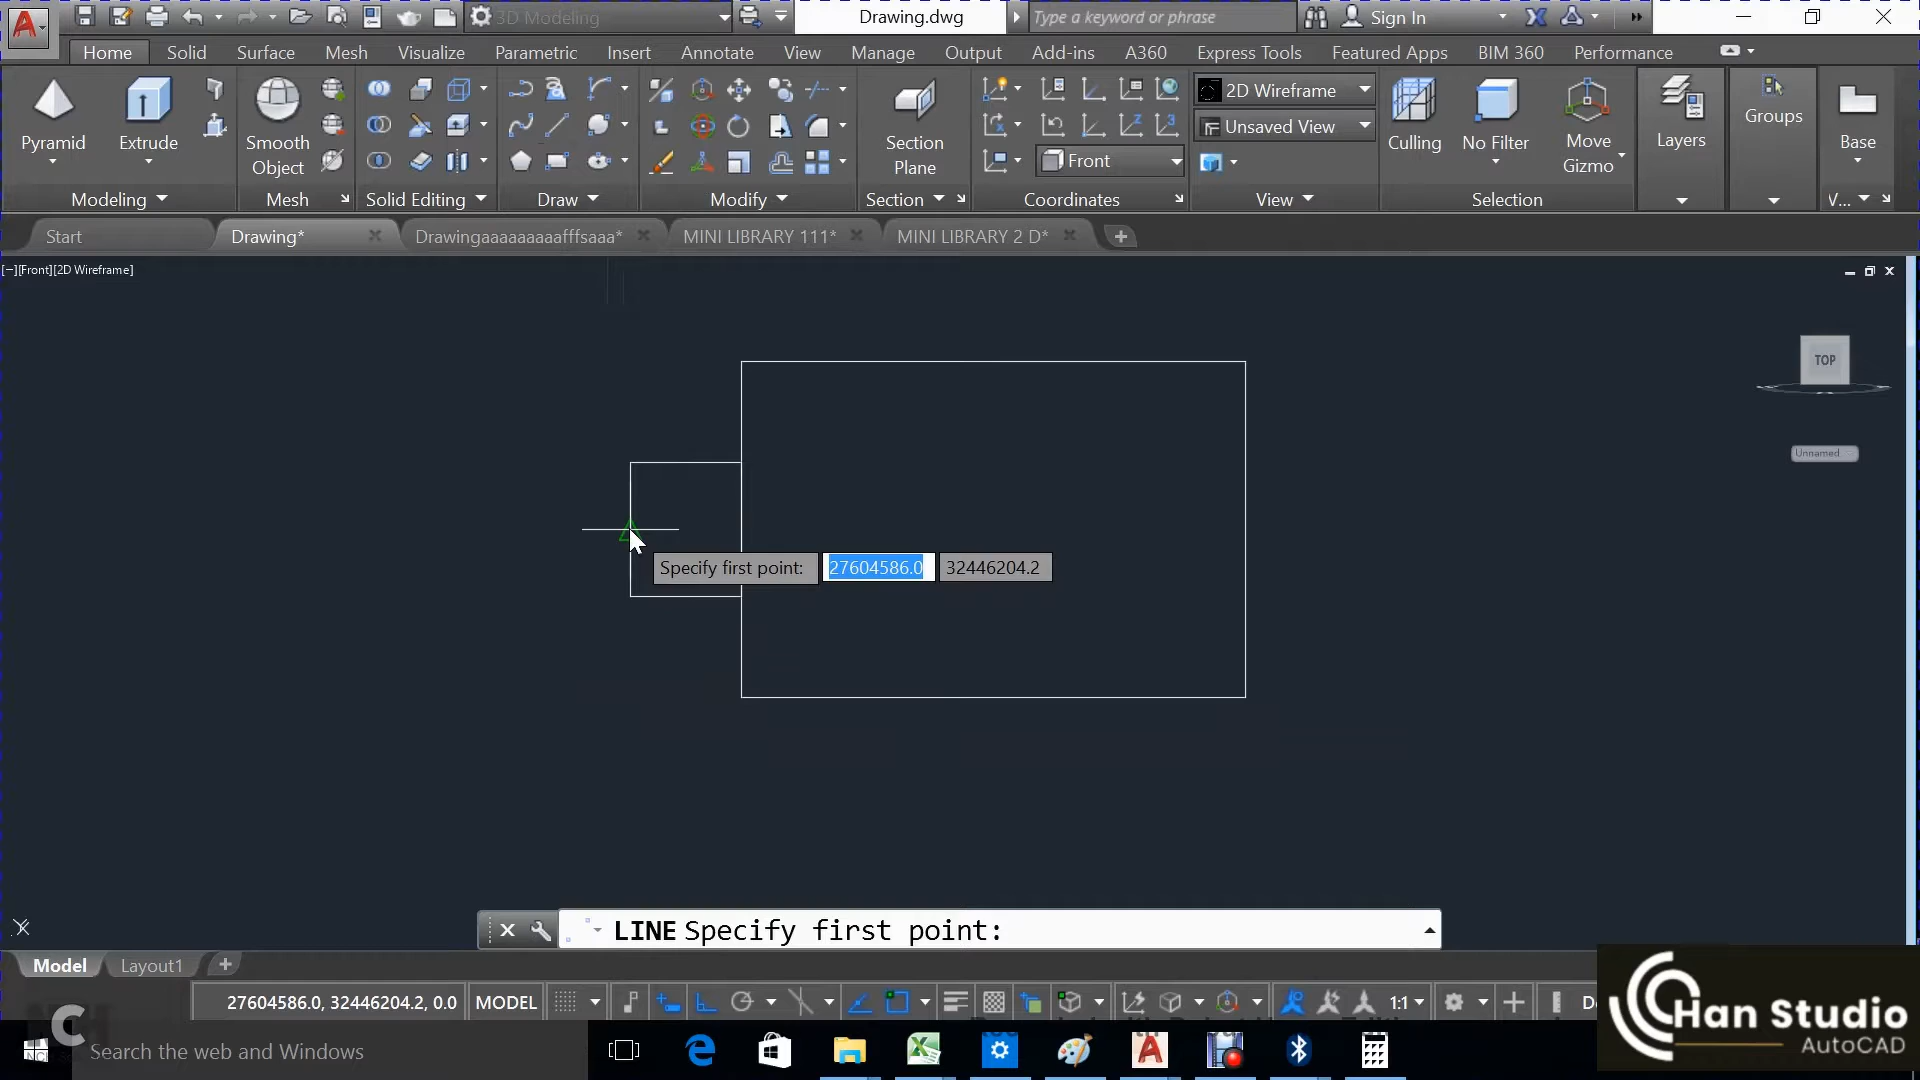 3D Modeling
Drawing.dwg
Type a keyword or phrase
Sign In
Home
Solid
Surface
Mesh
Visualize
Parametric
Insert
Annotate
View
Manage
Output
Add-ins
A360
Express Tools
Featured Apps
BIM 360
Performance
Pyramid
Extrude
Smooth
Object
Section
Plane
2D Wireframe
Unsaved View
Front
Culling
No Filter
Move
Gizmo
Layers
Groups
Base
Modeling
Mesh
Solid Editing
Draw
Modify
Section
Coordinates
View
Selection
V...
Start
Drawing*
Drawingaaaaaaaaafffsaaa*
MINI LIBRARY 111*
MINI LIBRARY 2 D*
[−][Front][2D Wireframe]
TOP
Unnamed
Specify first point:
27604586.0
32446204.2
LINE Specify first point:
Model
Layout1
27604586.0, 32446204.2, 0.0
MODEL
1:1
Han Studio
AutoCAD
Search the web and Windows